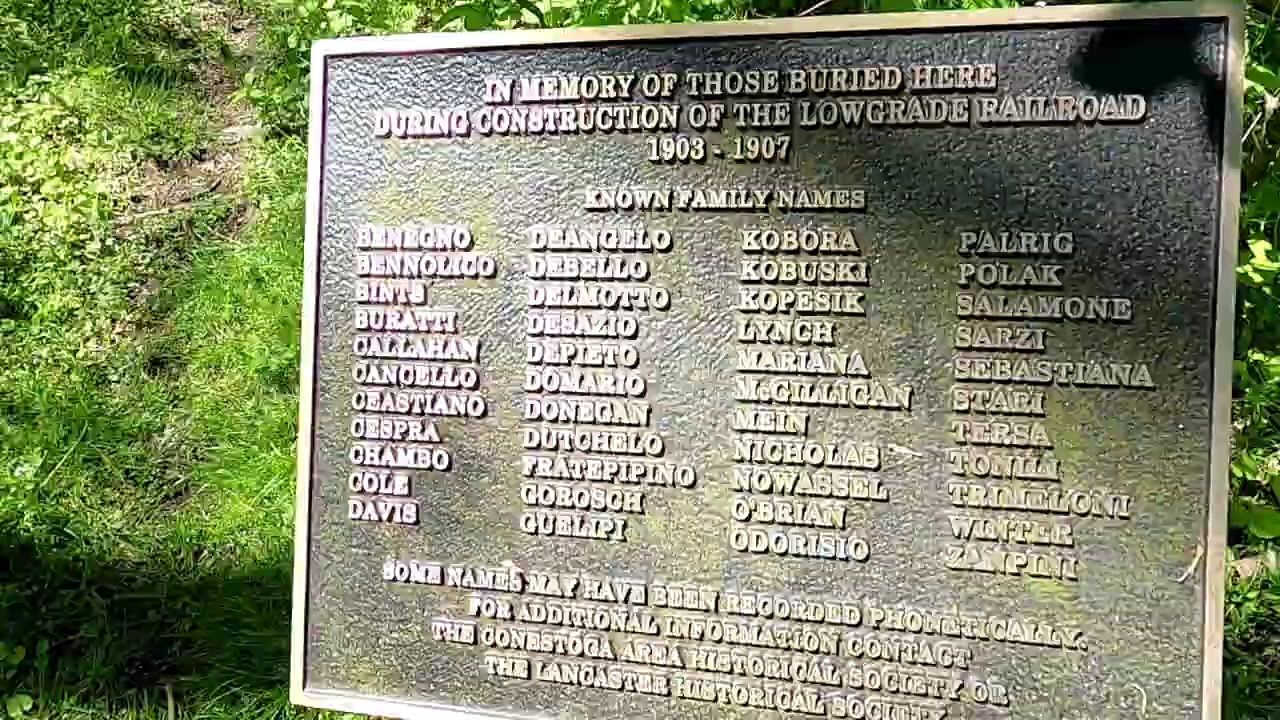 IN MEMORY OF THOSE BURIED HERE
DURING CONSTRUCTION OF THE LOWGRADE RAILROAD
1903 - 1907
KNOWN FAMILY NAMES
BENEGNO
BENNOLICO
BINTS
BURATTI
CALLAHAN
CANCELLO
CEASTIANO
CESPRA
CHAMBO
COLE
DAVIS
DEANGELO
DEBELLO
DELMOTTO
DESAZIO
DEPIETO
DOMARIO
DONEGAN
DUTCHELO
FRATEPIPINO
GOROSCH
GUELIPI
KOBORA
KOBUSKI
KOPESIK
LYNCH
MARIANA
McGILLIGAN
MEIN
NICHOLAS
NOWASSEL
O'BRIAN
ODORISIO
PALRIG
POLAK
SALAMONE
SARZI
SEBASTIANA
TERSA
WINTER
SOME NAMES MAY HAVE BEEN RECORDED PHONETICALLY.
FOR ADDITIONAL INFORMATION CONTACT
THE CONESTOGA AREA HISTORICAL SOCIETY OR
THE LANCASTER HISTORICAL SOCIETY